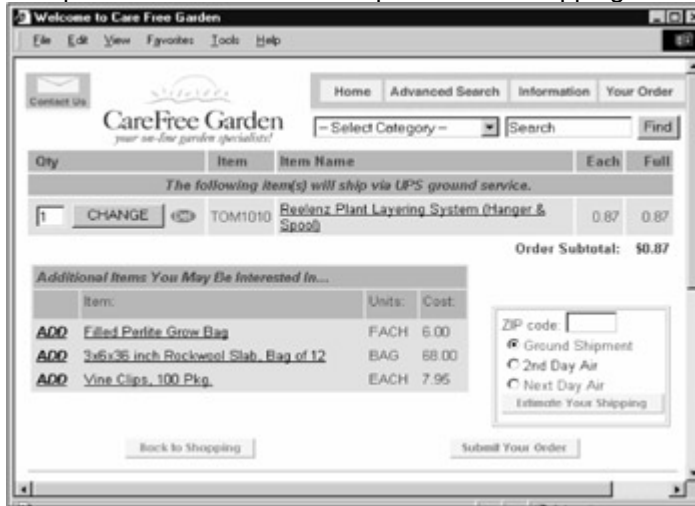 Welcome to Care Free Garden
File Edit View Favorites Tools Help
Contact Us
Home Advanced Search Information Your Order
CareFree Garden
your on-line garden specialists!
-- Select Category -- Search Find
Qty Item Item Name Each Full
The following item(s) will ship via UPS ground service.
1 CHANGE TOM1010 Reelenz Plant Layering System (Hanger & 0.87 0.87
Spool)
Order Subtotal: $0.87
Additional Items You May Be Interested In...
Item: Units: Cost:
ADD Filled Perlite Grow Bag EACH 6.00
ADD 3x6x36 inch Rockwool Slab, Bag of 12 BAG 68.00
ADD Vine Clips, 100 Pkg. EACH 7.95
ZIP code:
Ground Shipment
2nd Day Air
Next Day Air
Estimate Your Shipping
Back to Shopping Submit Your Order